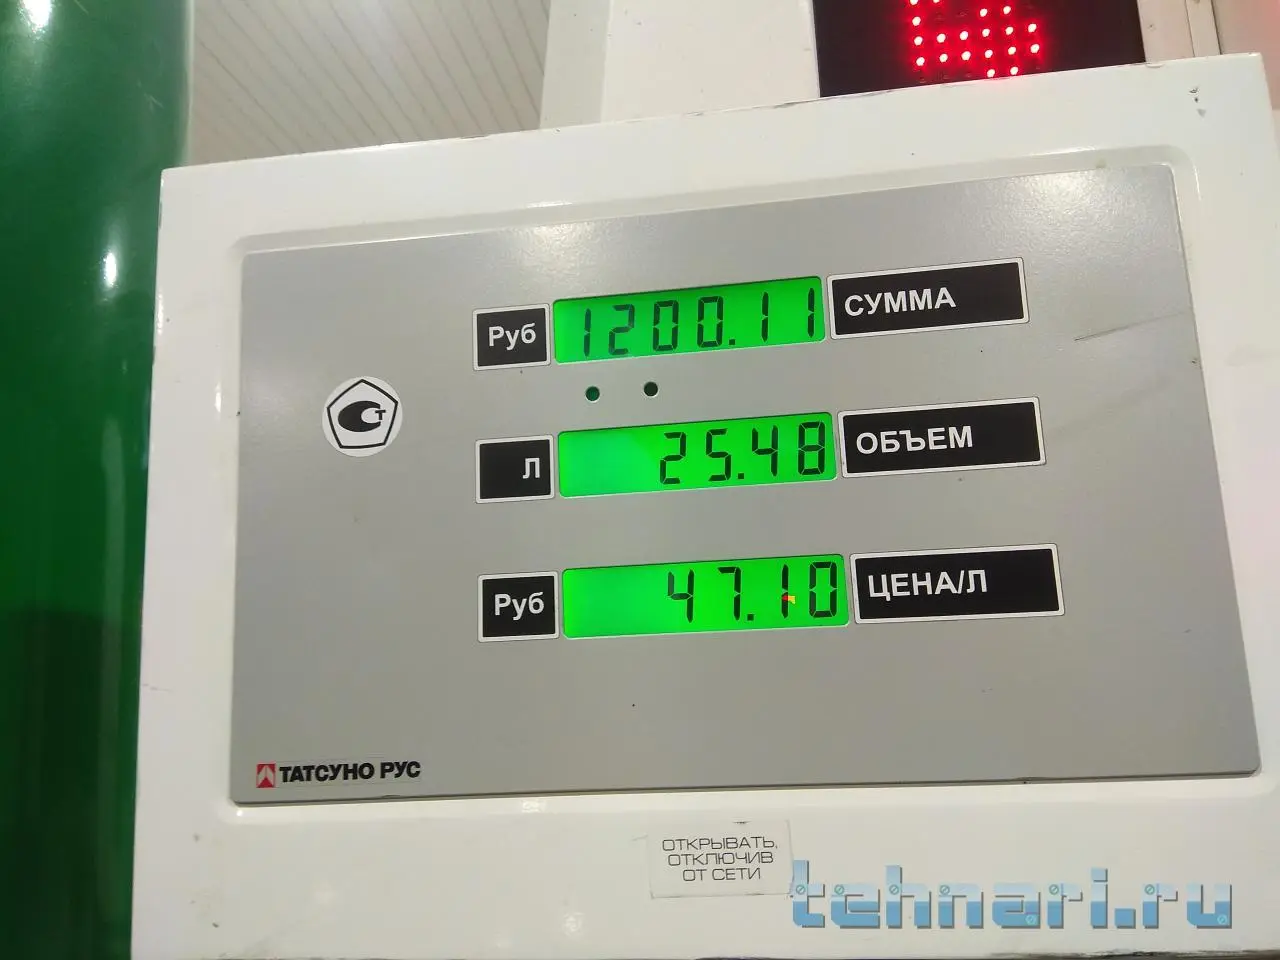 Руб 1200.11 СУММА
Л 25.48 ОБЪЕМ
Руб 47.10 ЦЕНА/Л
ТАТСУНО РУС
ОТКРЫВАТЬ,
ОТКЛЮЧИВ
ОТ СЕТИ
tehnari.ru